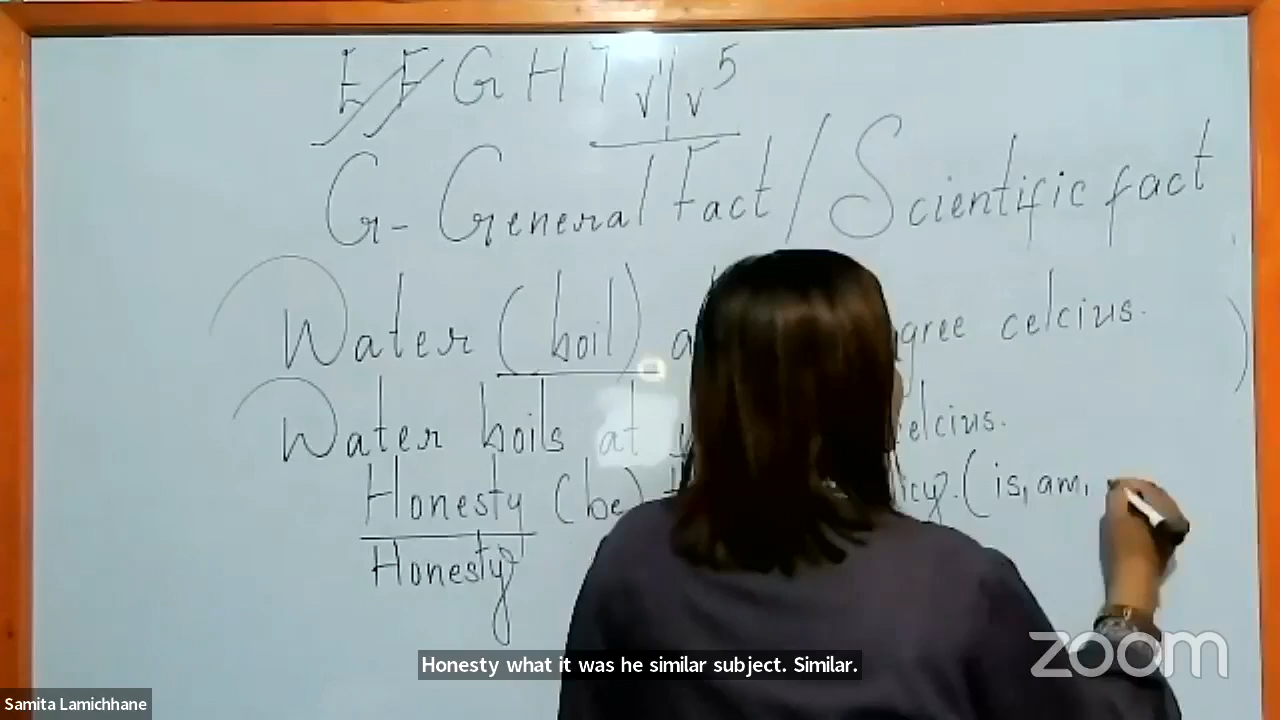 E F G H I V1 | V5
G- General Fact / Scientific fact
Water (boil) a gree celcius.
Water boils at elcius.
Honesty (be) icy. (is, am,
Honesty
Honesty what it was he similar subject. Similar.
zoom
Samita Lamichhane